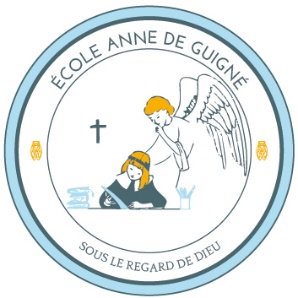 ÉCOLE ANNE DE GUIGNÉ
SOUS LE REGARD DE DIEU